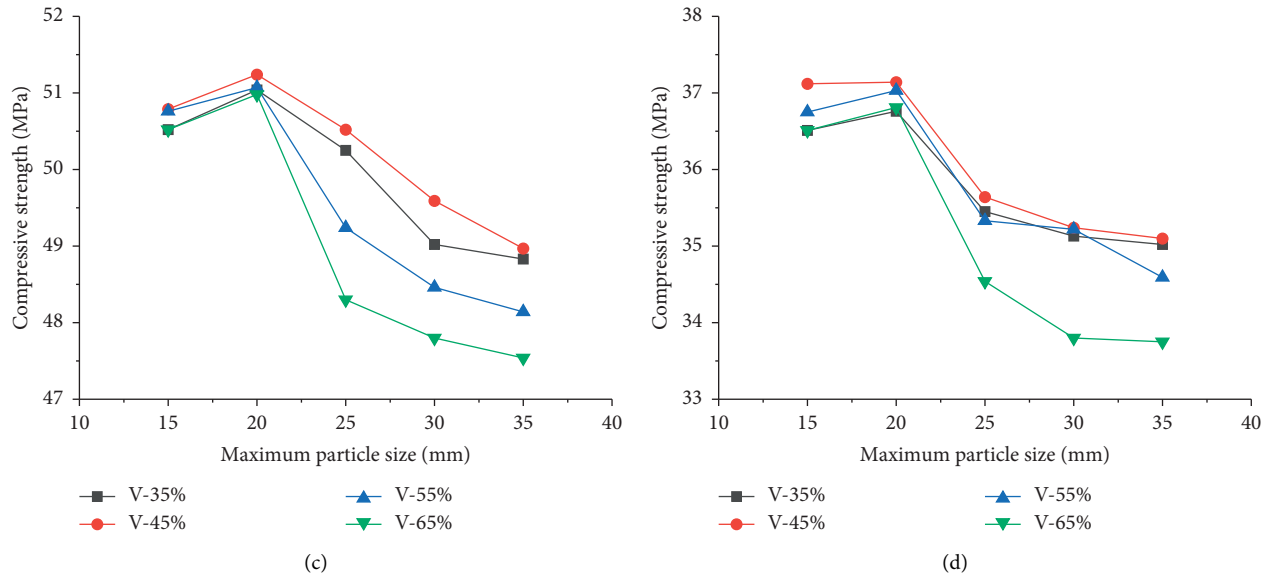 52
51
50
49
48
47
Compressive strength (MPa)
10 15 20 25 30 35 40
Maximum particle size (mm)
V-35% V-55%
V-45% V-65%
(c)
38
37
36
35
34
33
Compressive strength (MPa)
10 15 20 25 30 35 40
Maximum particle size (mm)
V-35% V-55%
V-45% V-65%
(d)